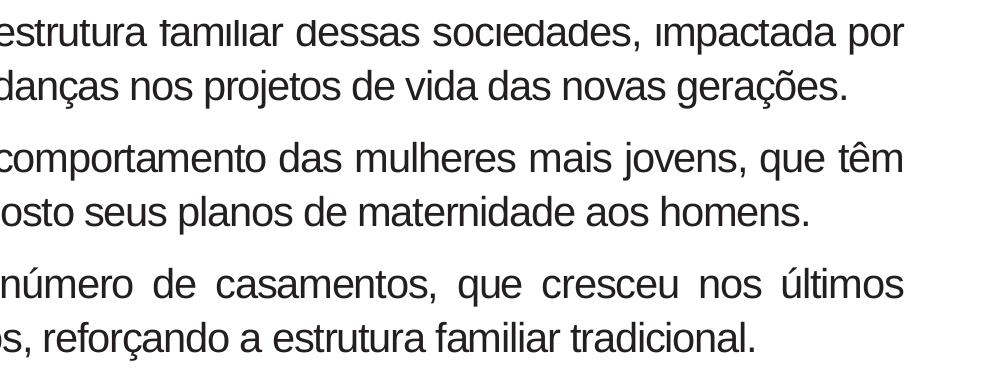 estrutura familiar dessas sociedades, impactada por
danças nos projetos de vida das novas gerações.
comportamento das mulheres mais jovens, que têm
osto seus planos de maternidade aos homens.
número de casamentos, que cresceu nos últimos
s, reforçando a estrutura familiar tradicional.